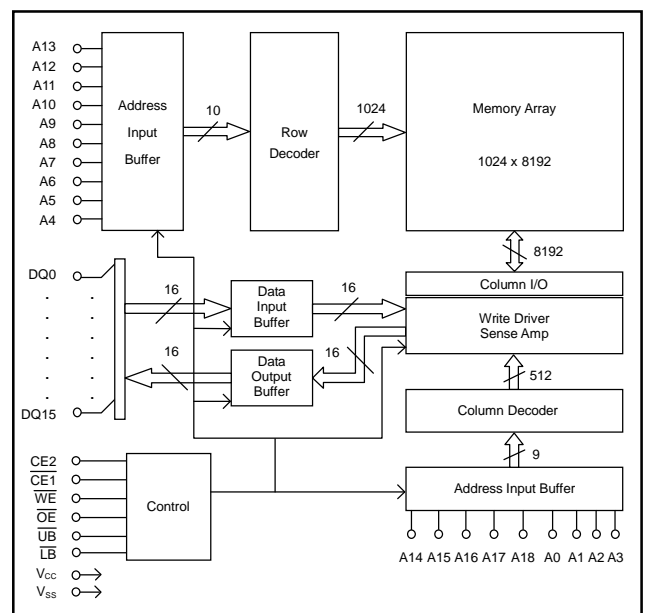 A13
A12
A11
A10
A9
A8
A7
A6
A5
A4
Address
Input
Buffer
10
Row
Decoder
1024
Memory Array
1024 x 8192
8192
DQ0
DQ15
16
Data
Input
Buffer
16
Column I/O
Write Driver
Sense Amp
16
Data
Output
Buffer
16
512
Column Decoder
9
Address Input Buffer
CE2
CE1
WE
OE
UB
LB
Control
VCC
VSS
A14 A15 A16 A17 A18 A0 A1 A2 A3